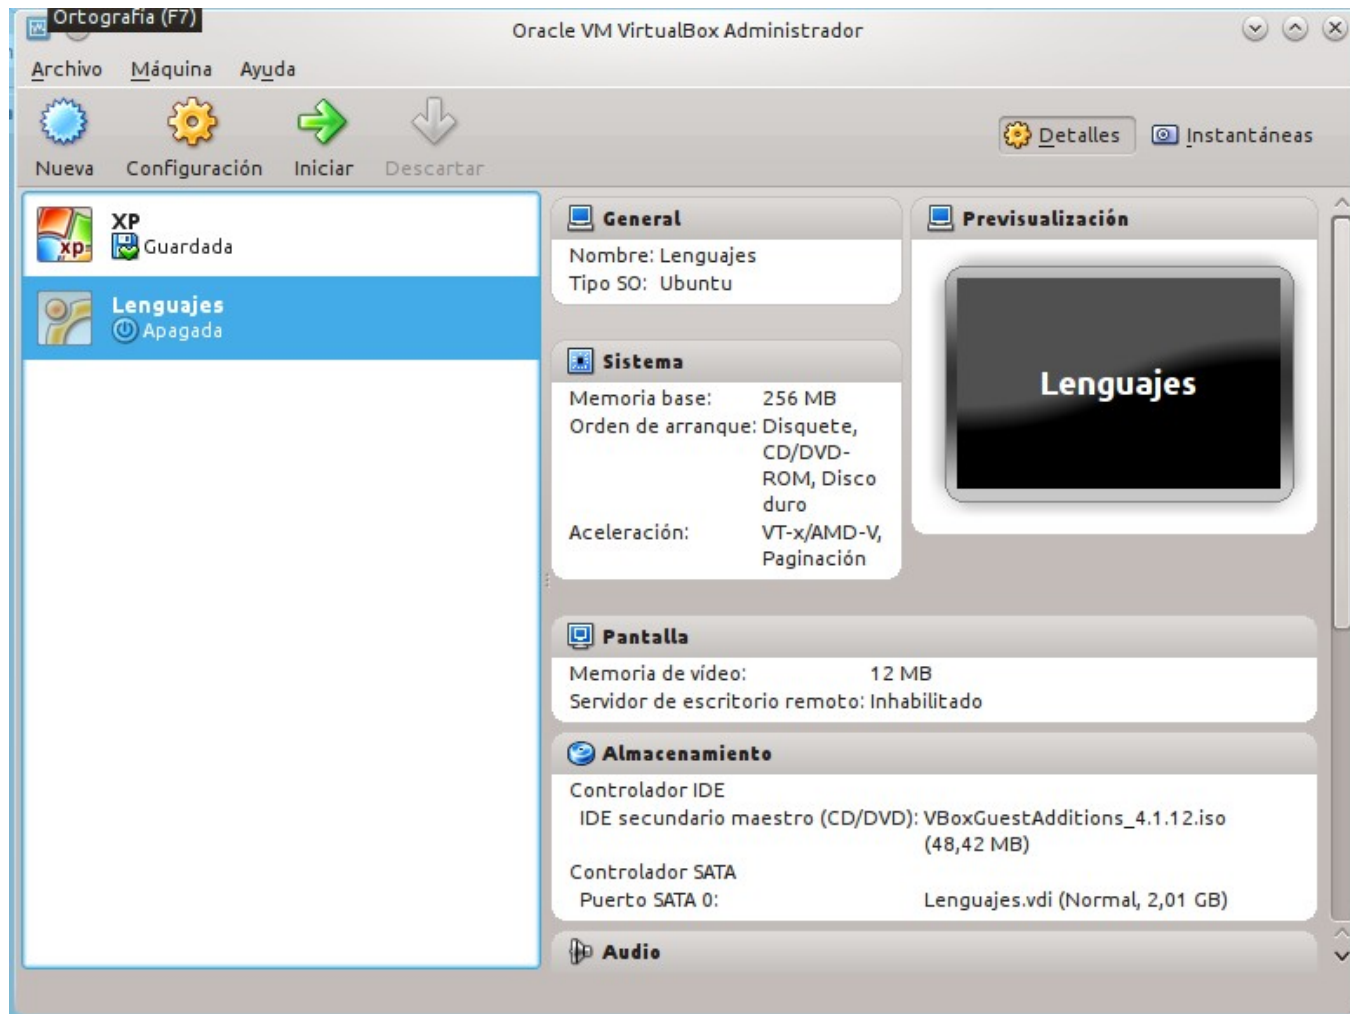 Ortografía (F7)
Oracle VM VirtualBox Administrador
Archivo Máquina Ayuda
Nueva Configuración Iniciar Descartar
Detalles Instantáneas
XP
xp
Guardada
Lenguajes
Apagada
General
Nombre: Lenguajes
Tipo SO: Ubuntu
Sistema
Memoria base: 256 MB
Orden de arranque: Disquete,
CD/DVD-
ROM, Disco
duro
Aceleración: VT-x/AMD-V,
Paginación
Previsualización
Lenguajes
Pantalla
Memoria de vídeo: 12 MB
Servidor de escritorio remoto: Inhabilitado
Almacenamiento
Controlador IDE
IDE secundario maestro (CD/DVD): VBoxGuestAdditions_4.1.12.iso
(48,42 MB)
Controlador SATA
Puerto SATA 0: Lenguajes.vdi (Normal, 2,01 GB)
Audio